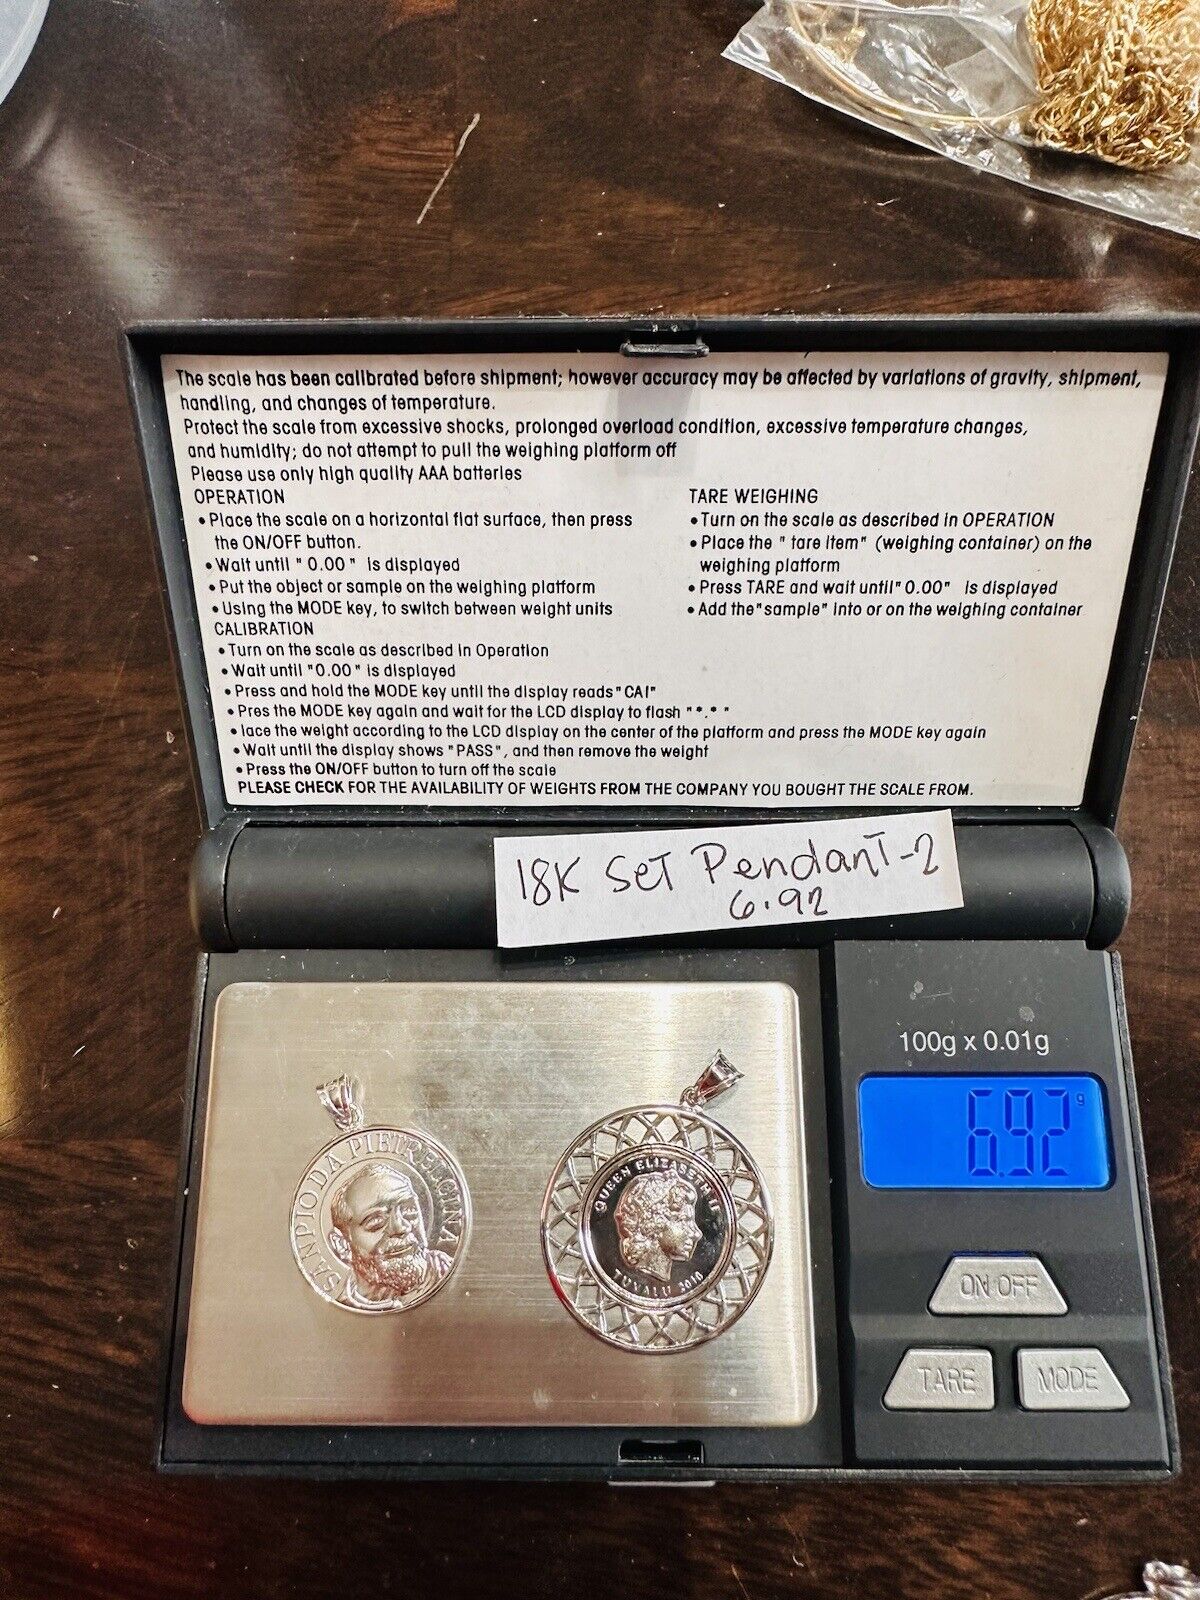 The scale has been calibrated before shipment; however accuracy may be affected by variations of gravity, shipment,
handling, and changes of temperature.
Protect the scale from excessive shocks, prolonged overload condition, excessive temperature changes,
and humidity; do not attempt to pull the weighing platform off
Please use only high quality AAA batteries
OPERATION
• Place the scale on a horizontal flat surface, then press
the ON/OFF button.
• Wait until " 0.00 " is displayed
• Put the object or sample on the weighing platform
• Using the MODE key, to switch between weight units
CALIBRATION
• Turn on the scale as described in Operation
• Wait until "0.00" is displayed
• Press and hold the MODE key until the display reads "CAI"
• Pres the MODE key again and wait for the LCD display to flash "*.* "
• lace the weight according to the LCD display on the center of the platform and press the MODE key again
• Wait until the display shows "PASS", and then remove the weight
• Press the ON/OFF button to turn off the scale
PLEASE CHECK FOR THE AVAILABILITY OF WEIGHTS FROM THE COMPANY YOU BOUGHT THE SCALE FROM.
TARE WEIGHING
• Turn on the scale as described in OPERATION
• Place the " tare item" (weighing container) on the
weighing platform
• Press TARE and wait until "0.00" is displayed
• Add the "sample" into or on the weighing container
18K SeT PendanT-2
6.92
100g x 0.01g
6.92 g
ON OFF
TARE
MODE
SAN PIO DA PIETRELCINA
QUEEN ELIZABETH II
TUVALU 2010